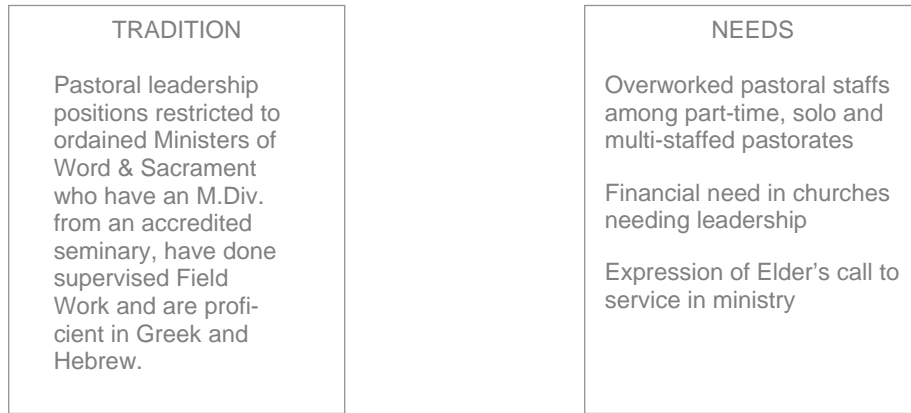 TRADITION
Pastoral leadership
positions restricted to
ordained Ministers of
Word & Sacrament
who have an M.Div.
from an accredited
seminary, have done
supervised Field
Work and are profi-
cient in Greek and
Hebrew.
NEEDS
Overworked pastoral staffs
among part-time, solo and
multi-staffed pastorates
Financial need in churches
needing leadership
Expression of Elder's call to
service in ministry